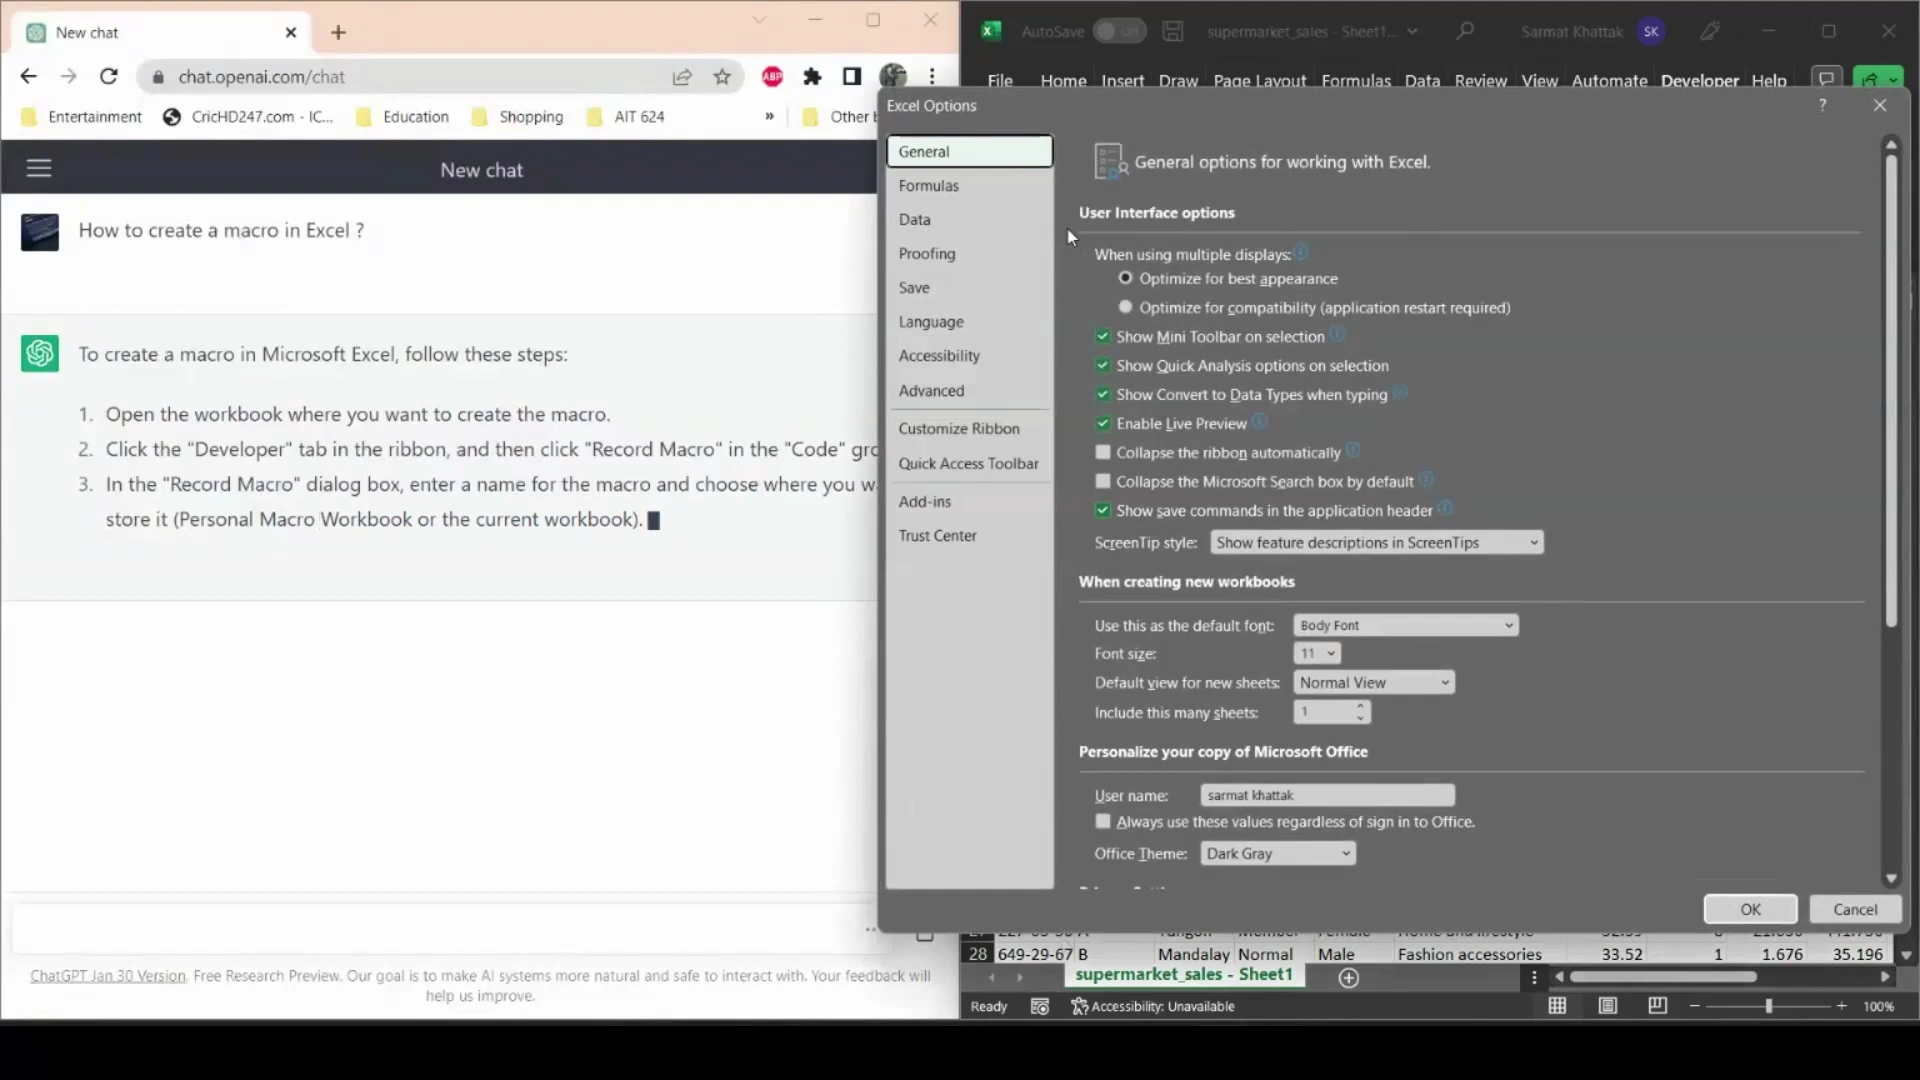 New chat
chat.openai.com/chat
ABP
Entertainment
CricHD247.com - IC...
Education
Shopping
AIT 624
»
Other b
New chat
How to create a macro in Excel ?
To create a macro in Microsoft Excel, follow these steps:
1. Open the workbook where you want to create the macro.
2. Click the "Developer" tab in the ribbon, and then click "Record Macro" in the "Code" gro
3. In the "Record Macro" dialog box, enter a name for the macro and choose where you w
store it (Personal Macro Workbook or the current workbook).
ChatGPT Jan 30 Version. Free Research Preview. Our goal is to make AI systems more natural and safe to interact with. Your feedback will
help us improve.
AutoSave Off supermarket_sales - Sheet1... Sarmat Khattak SK
File Home Insert Draw Page Layout Formulas Data Review View Automate Developer Help
Excel Options
?
General
Formulas
Data
Proofing
Save
Language
Accessibility
Advanced
Customize Ribbon
Quick Access Toolbar
Add-ins
Trust Center
General options for working with Excel.
User Interface options
When using multiple displays:
Optimize for best appearance
Optimize for compatibility (application restart required)
Show Mini Toolbar on selection
Show Quick Analysis options on selection
Show Convert to Data Types when typing
Enable Live Preview
Collapse the ribbon automatically
Collapse the Microsoft Search box by default
Show save commands in the application header
ScreenTip style: Show feature descriptions in ScreenTips
When creating new workbooks
Use this as the default font: Body Font
Font size: 11
Default view for new sheets: Normal View
Include this many sheets: 1
Personalize your copy of Microsoft Office
User name: sarmat khattak
Always use these values regardless of sign in to Office.
Office Theme: Dark Gray
OK Cancel
28 649-29-67 B Mandalay Normal Male Fashion accessories 33.52 1 1.676 35.196
supermarket_sales - Sheet1
Ready Accessibility: Unavailable 100%